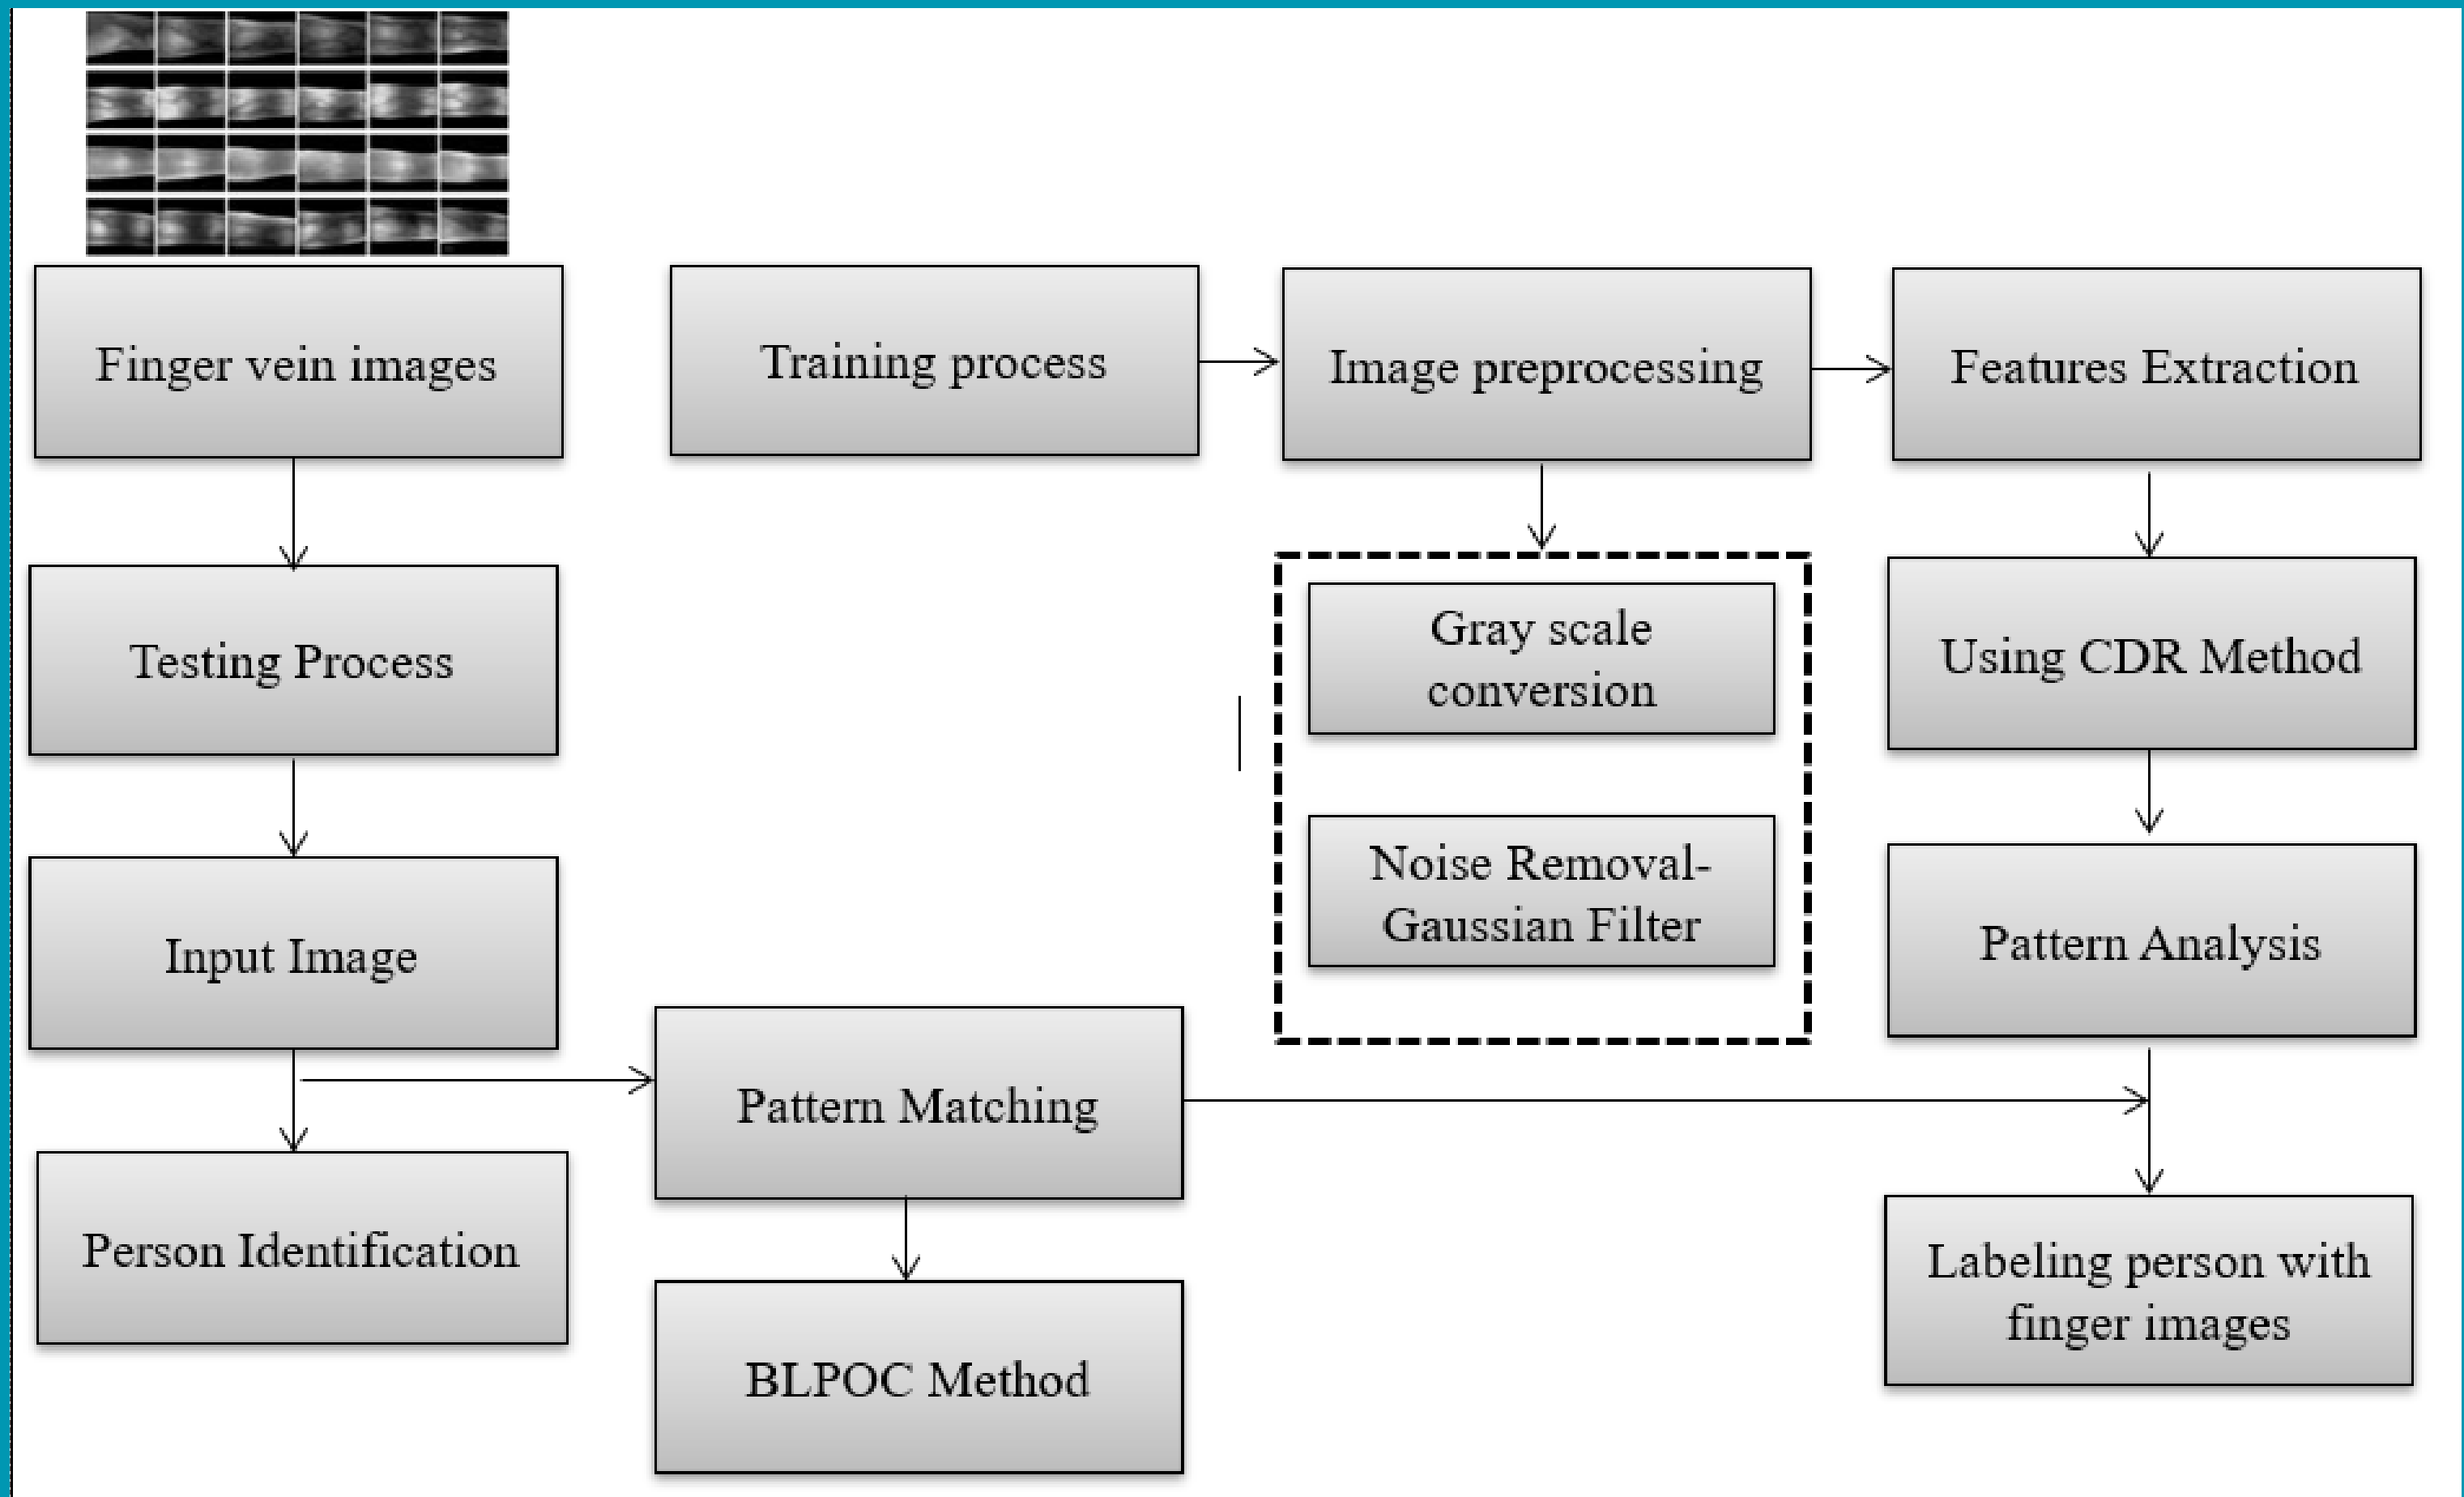 Finger vein images
Training process
Image preprocessing
Features Extraction
Testing Process
Gray scale
conversion
Using CDR Method
Noise Removal-
Gaussian Filter
Input Image
Pattern Analysis
Pattern Matching
Person Identification
Labeling person with
finger images
BLPOC Method